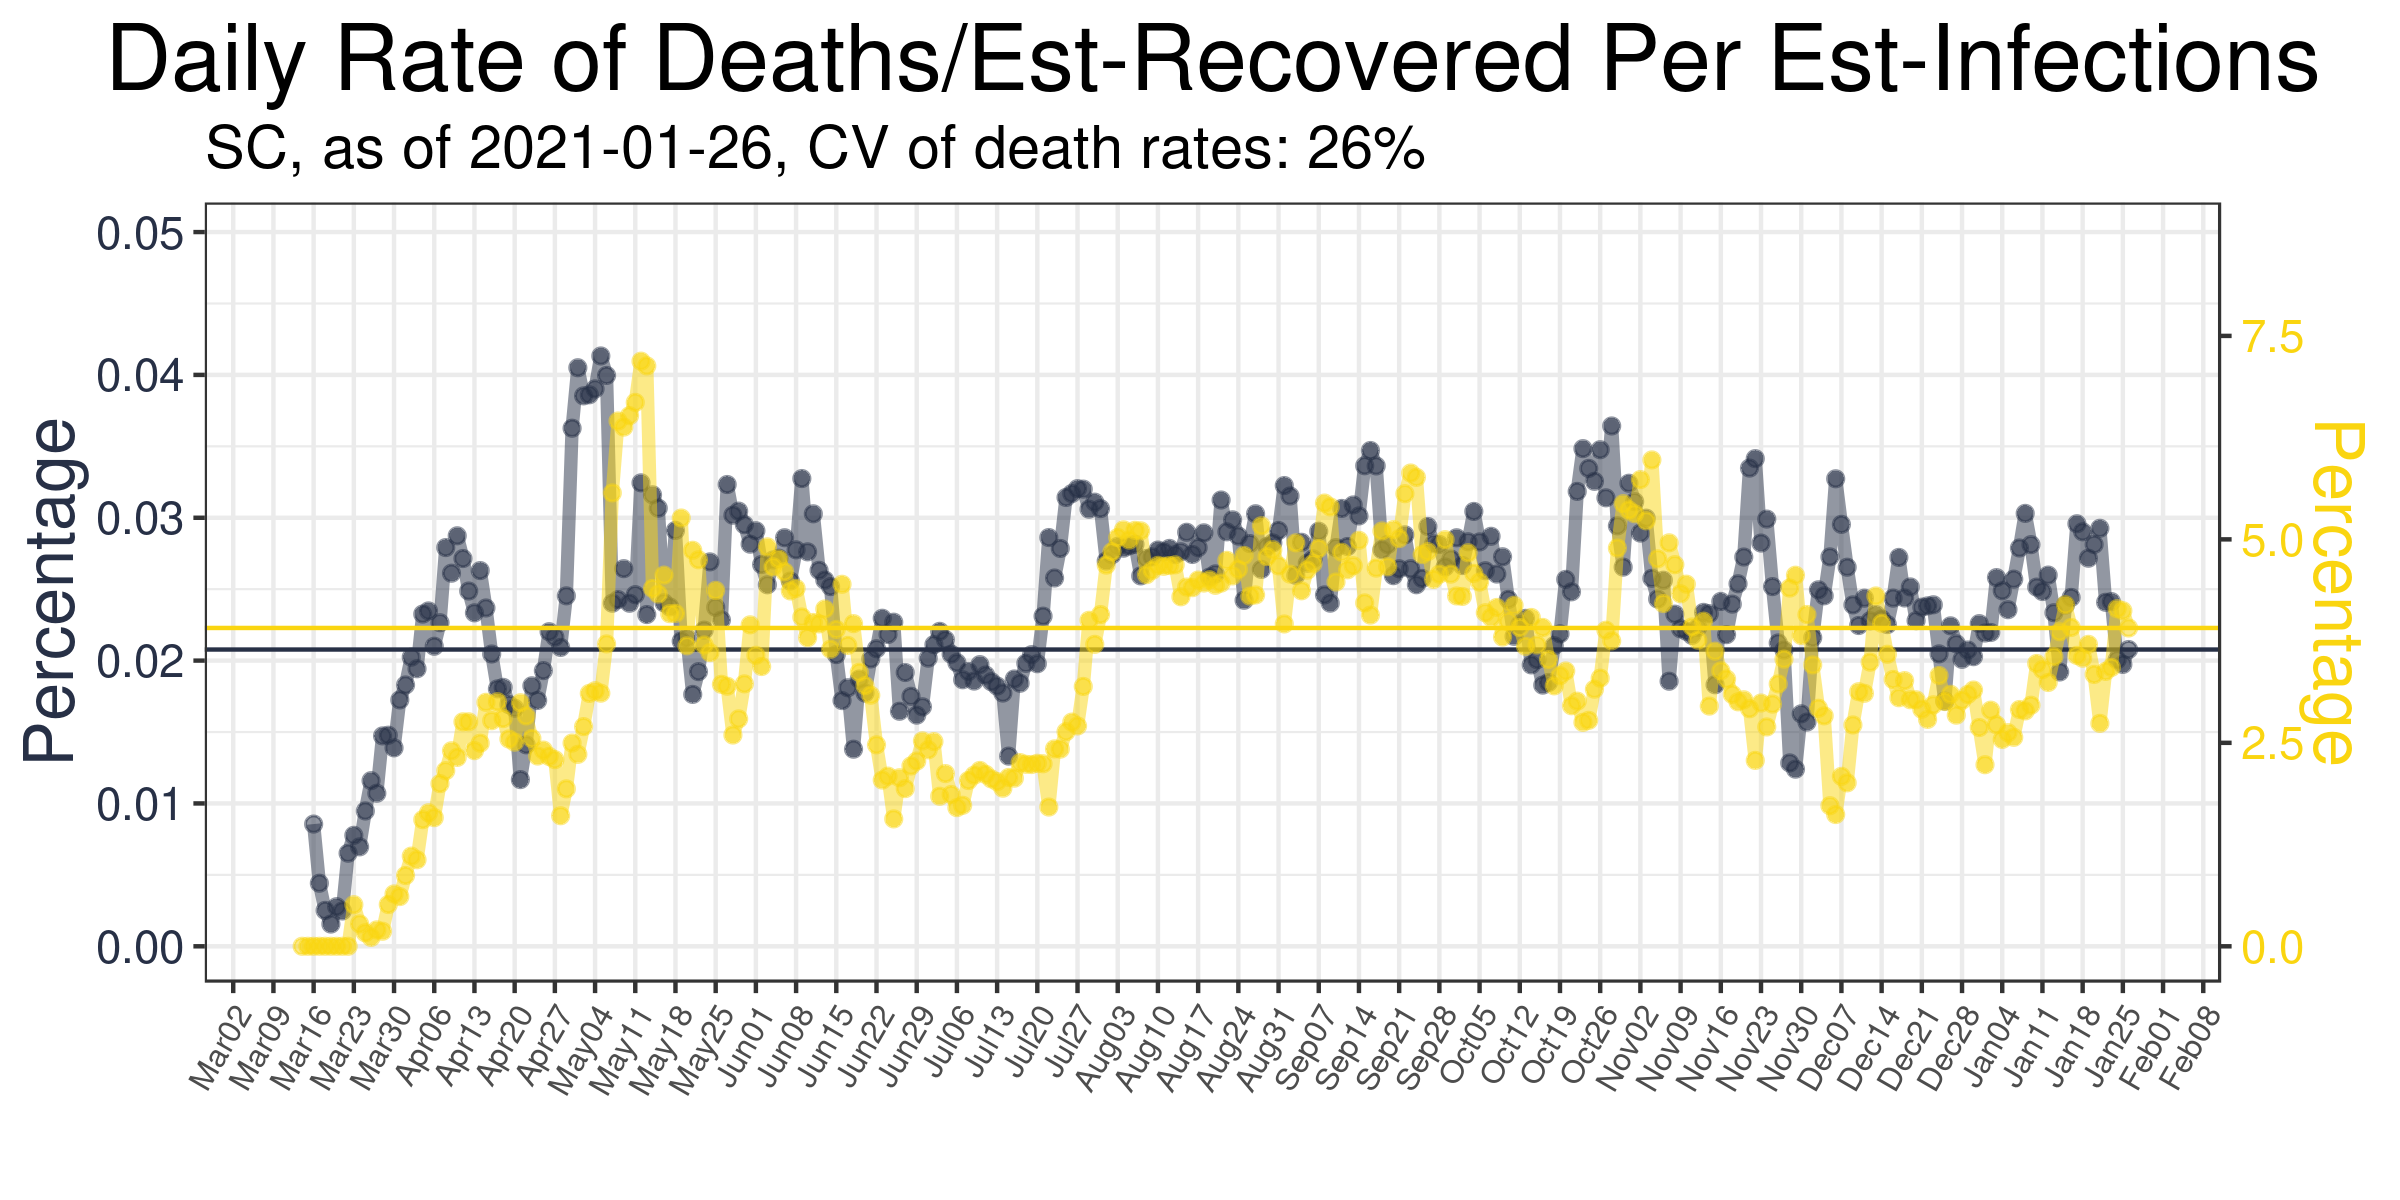 Daily Rate of Deaths/Est-Recovered Per Est-Infections
SC, as of 2021-01-26, CV of death rates: 26%
Percentage
0.05
0.04
0.03
0.02
0.01
0.00
7.5
5.0
2.5
0.0
Percentage
Mar02
Mar09
Mar16
Mar23
Mar30
Apr06
Apr13
Apr20
Apr27
May04
May11
May18
May25
Jun01
Jun08
Jun15
Jun22
Jun29
Jul06
Jul13
Jul20
Jul27
Aug03
Aug10
Aug17
Aug24
Aug31
Sep07
Sep14
Sep21
Sep28
Oct05
Oct12
Oct19
Oct26
Nov02
Nov09
Nov16
Nov23
Nov30
Dec07
Dec14
Dec21
Dec28
Jan04
Jan11
Jan18
Jan25
Feb01
Feb08